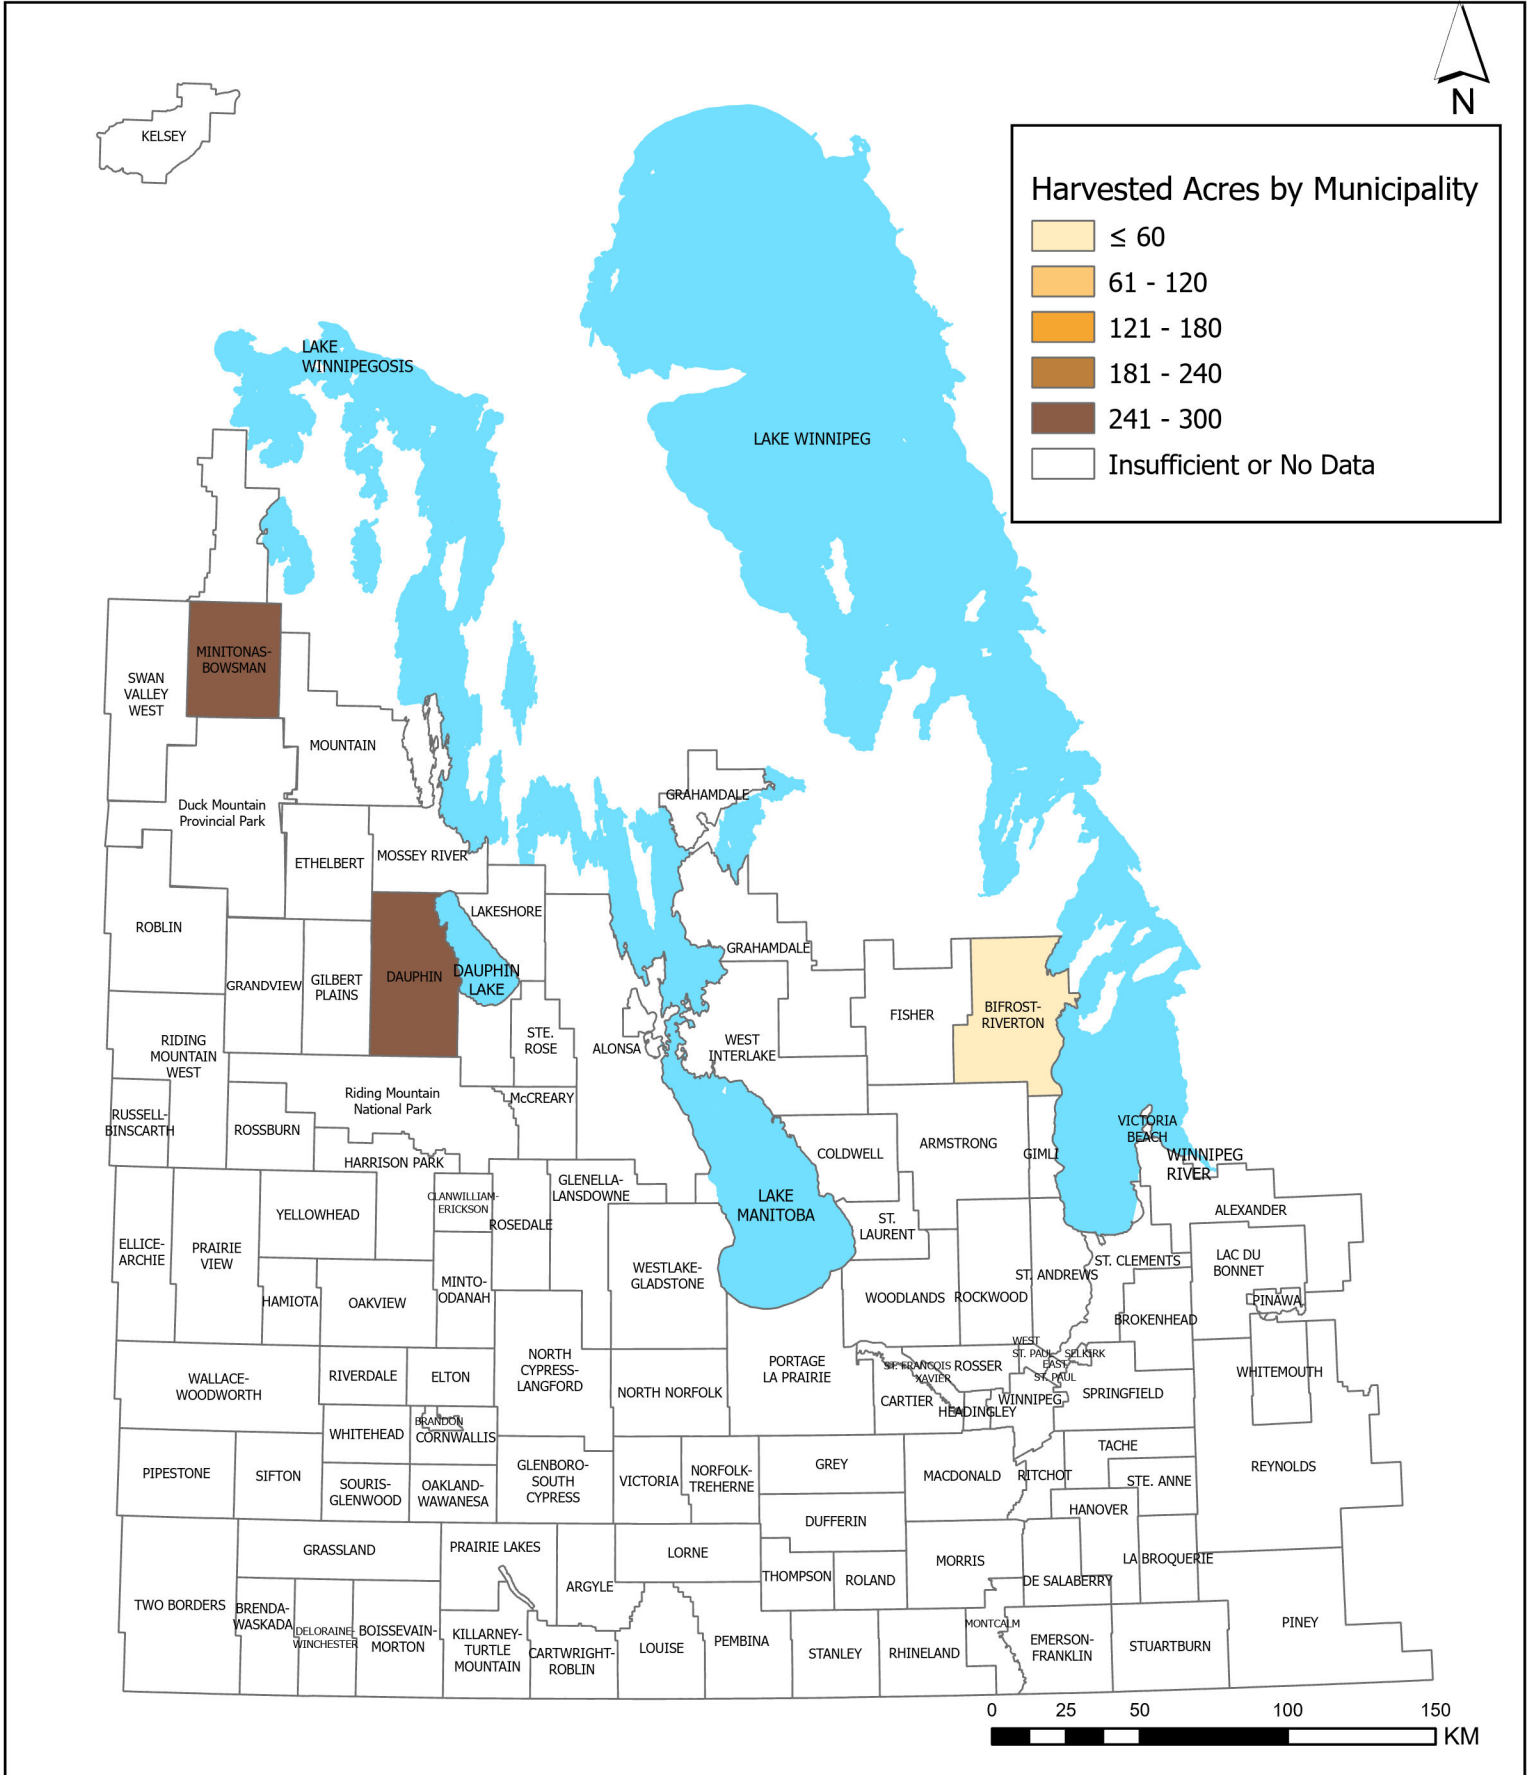 N
KELSEY
Harvested Acres by Municipality
≤ 60
61 - 120
121 - 180
181 - 240
241 - 300
Insufficient or No Data
LAKE
WINNIPEGOSIS
LAKE WINNIPEG
MINITONAS-
BOWSMAN
SWAN
VALLEY
WEST
MOUNTAIN
Duck Mountain
Provincial Park
GRAHAMDALE
ETHELBERT
MOSSEY RIVER
ROBLIN
LAKESHORE
GRAHAMDALE
GRANDVIEW
GILBERT
PLAINS
DAUPHIN
DAUPHIN
LAKE
FISHER
BIFROST-
RIVERTON
STE.
ROSE
ALONSA
WEST
INTERLAKE
RIDING
MOUNTAIN
WEST
Riding Mountain
National Park
McCREARY
RUSSELL-
BINSCARTH
ROSSBURN
HARRISON PARK
COLDWELL
ARMSTRONG
GIMLI
VICTORIA
BEACH
WINNIPEG
RIVER
GLENELLA-
LANSDOWNE
CLANWILLIAM-
ERICKSON
ROSEDALE
YELLOWHEAD
LAKE
MANITOBA
ST.
LAURENT
ALEXANDER
ELLICE-
ARCHIE
PRAIRIE
VIEW
WESTLAKE-
GLADSTONE
ST. CLEMENTS
LAC DU
BONNET
ST. ANDREWS
HAMIOTA
OAKVIEW
MINTO-
ODANAH
WOODLANDS
ROCKWOOD
PINAWA
BROKENHEAD
WALLACE-
WOODWORTH
RIVERDALE
ELTON
NORTH
CYPRESS-
LANGFORD
NORTH NORFOLK
PORTAGE
LA PRAIRIE
ST. FRANCOIS
XAVIER
ROSSER
WEST
ST. PAUL
SELKIRK
EAST
ST. PAUL
WHITEMOUTH
CARTIER
HEADINGLEY
WINNIPEG
SPRINGFIELD
BRANDON
CORNWALLIS
WHITEHEAD
TACHE
PIPESTONE
SIFTON
SOURIS-
GLENWOOD
OAKLAND-
WAWANESA
GLENBORO-
SOUTH
CYPRESS
VICTORIA
NORFOLK-
TREHERNE
GREY
MACDONALD
RITCHOT
STE. ANNE
REYNOLDS
HANOVER
DUFFERIN
GRASSLAND
PRAIRIE LAKES
LORNE
MORRIS
LA BROQUERIE
ARGYLE
THOMPSON
ROLAND
DE SALABERRY
TWO BORDERS
BRENDA-
WASKADA
DELORAINE-
WINCHESTER
BOISSEVAIN-
MORTON
KILLARNEY-
TURTLE
MOUNTAIN
CARTWRIGHT-
ROBLIN
LOUISE
PEMBINA
STANLEY
RHINELAND
MONTCALM
EMERSON-
FRANKLIN
STUARTBURN
PINEY
0 25 50 100 150
KM